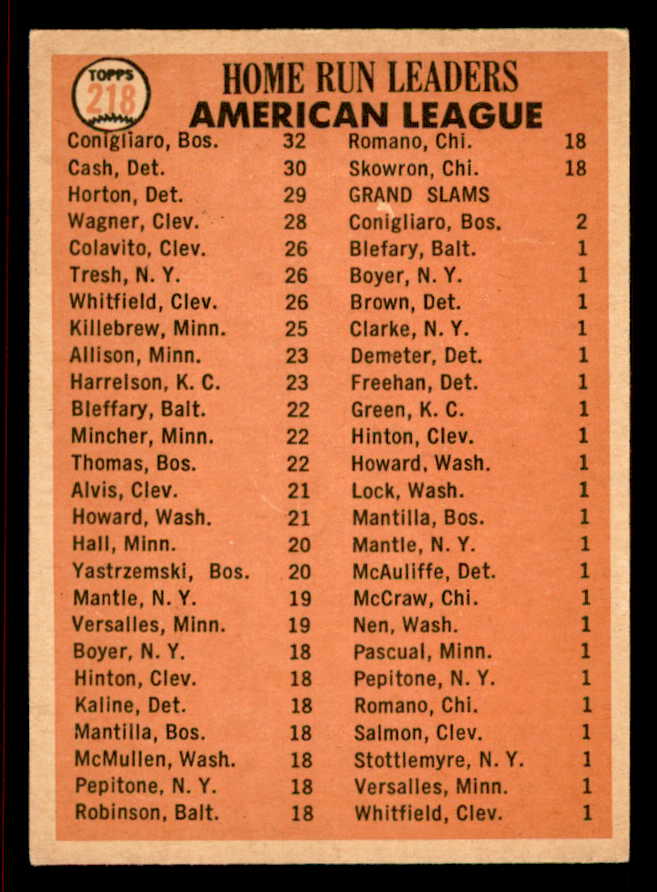 TOPPS
218
HOME RUN LEADERS
AMERICAN LEAGUE
Conigliaro, Bos. 32
Cash, Det. 30
Horton, Det. 29
Wagner, Clev. 28
Colavito, Clev. 26
Tresh, N. Y. 26
Whitfield, Clev. 26
Killebrew, Minn. 25
Allison, Minn. 23
Harrelson, K. C. 23
Bleffary, Balt. 22
Mincher, Minn. 22
Thomas, Bos. 22
Alvis, Clev. 21
Howard, Wash. 21
Hall, Minn. 20
Yastrzemski, Bos. 20
Mantle, N. Y. 19
Versalles, Minn. 19
Boyer, N. Y. 18
Hinton, Clev. 18
Kaline, Det. 18
Mantilla, Bos. 18
McMullen, Wash. 18
Pepitone, N. Y. 18
Robinson, Balt. 18
Romano, Chi. 18
Skowron, Chi. 18
GRAND SLAMS
Conigliaro, Bos. 2
Blefary, Balt. 1
Boyer, N. Y. 1
Brown, Det. 1
Clarke, N. Y. 1
Demeter, Det. 1
Freehan, Det. 1
Green, K. C. 1
Hinton, Clev. 1
Howard, Wash. 1
Lock, Wash. 1
Mantilla, Bos. 1
Mantle, N. Y. 1
McAuliffe, Det. 1
McCraw, Chi. 1
Nen, Wash. 1
Pascual, Minn. 1
Pepitone, N. Y. 1
Romano, Chi. 1
Salmon, Clev. 1
Stottlemyre, N. Y. 1
Versalles, Minn. 1
Whitfield, Clev. 1